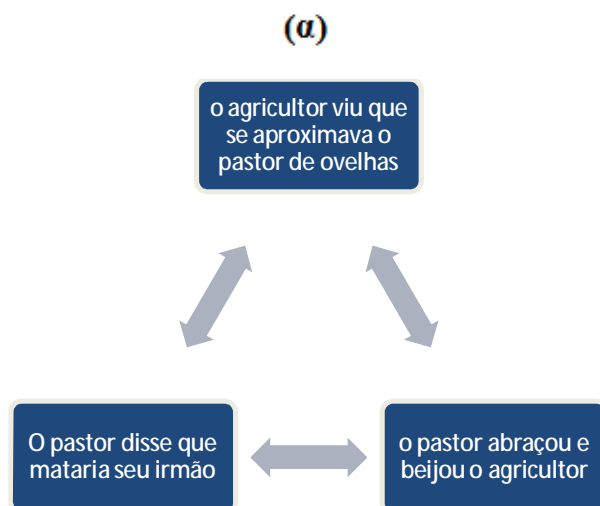 (α)
o agricultor viu que
se aproximava o
pastor de ovelhas
O pastor disse que
mataria seu irmão
o pastor abraçou e
beijou o agricultor